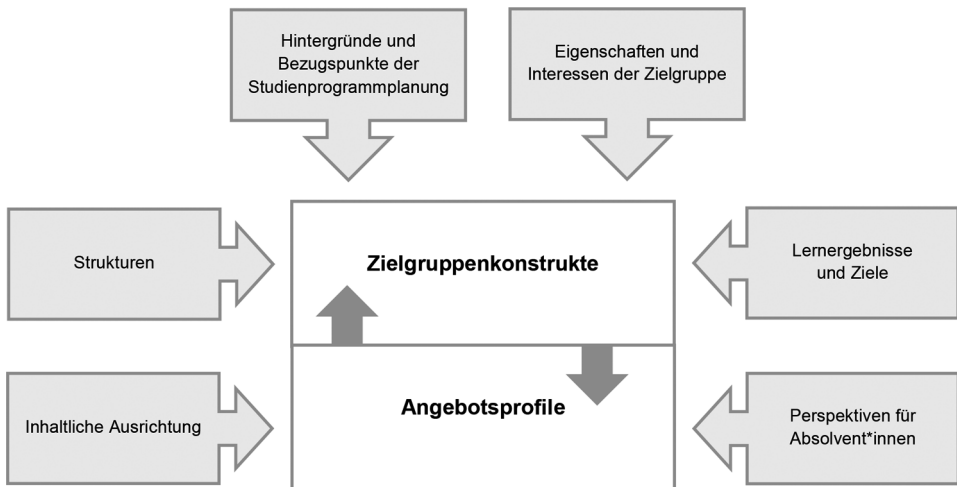 Hintergründe und
Bezugspunkte der
Studienprogrammplanung
Eigenschaften und
Interessen der Zielgruppe
Strukturen
Zielgruppenkonstrukte
Lernergebnisse
und Ziele
Inhaltliche Ausrichtung
Angebotsprofile
Perspektiven für
Absolvent*innen